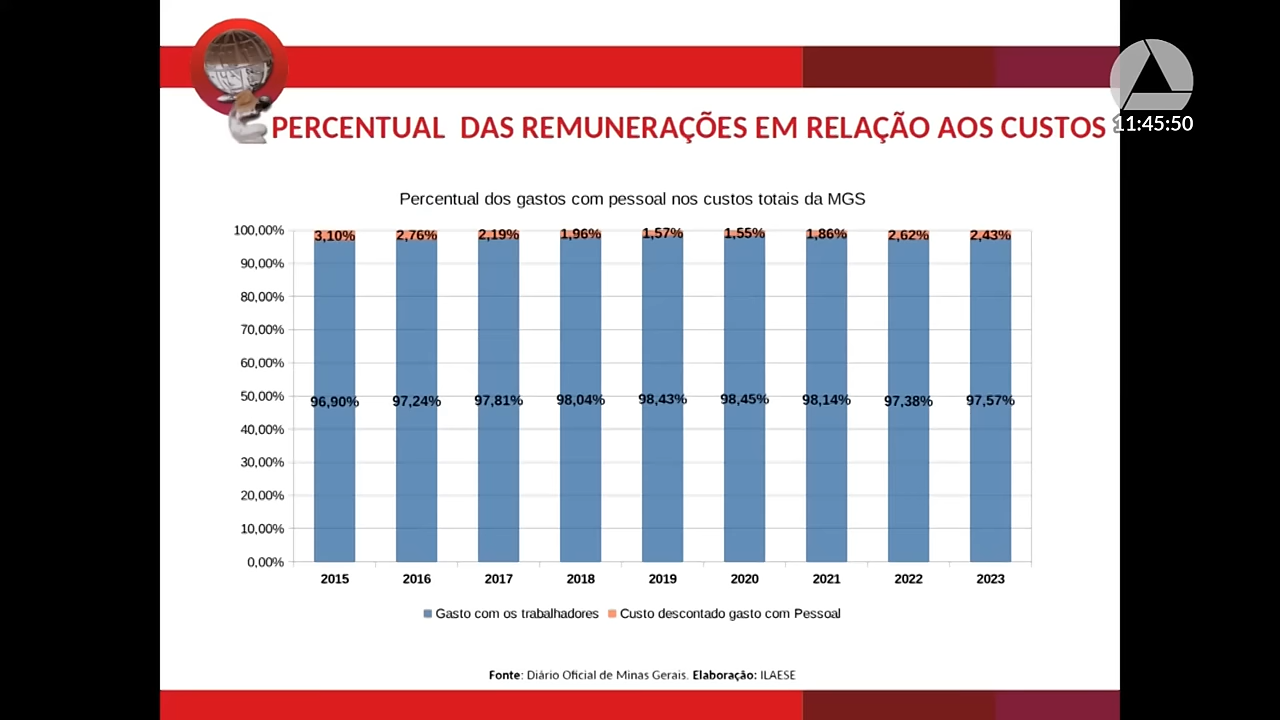 PERCENTUAL DAS REMUNERAÇÕES EM RELAÇÃO AOS CUSTOS
11:45:50
Percentual dos gastos com pessoal nos custos totais da MGS
100,00%
90,00%
80,00%
70,00%
60,00%
50,00%
40,00%
30,00%
20,00%
10,00%
0,00%
3,10% 2,76% 2,19% 1,96% 1,57% 1,55% 1,86% 2,62% 2,43%
96,90% 97,24% 97,81% 98,04% 98,43% 98,45% 98,14% 97,38% 97,57%
2015 2016 2017 2018 2019 2020 2021 2022 2023
Gasto com os trabalhadores Custo descontado gasto com Pessoal
Fonte: Diário Oficial de Minas Gerais. Elaboração: ILAESE